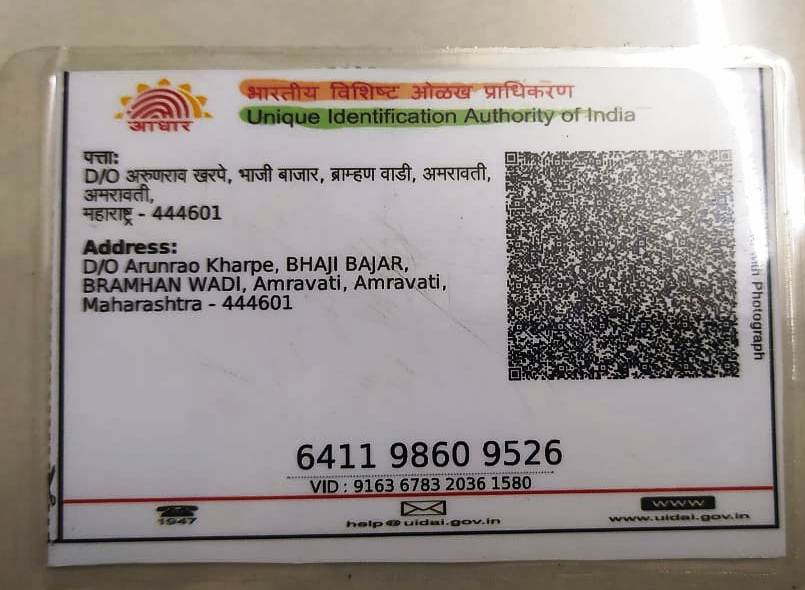 भारतीय विशिष्ट ओळख प्राधिकरण
Unique Identification Authority of India
आधार
पत्ता:
D/O अरुणराव खरपे, भाजी बाजार, ब्राम्हण वाडी, अमरावती,
अमरावती,
महाराष्ट्र - 444601
Address:
D/O Arunrao Kharpe, BHAJI BAJAR,
BRAMHAN WADI, Amravati, Amravati,
Maharashtra - 444601
with Photograph
6411 9860 9526
VID : 9163 6783 2036 1580
1947
help@uidai.gov.in
www
www.uidai.gov.in